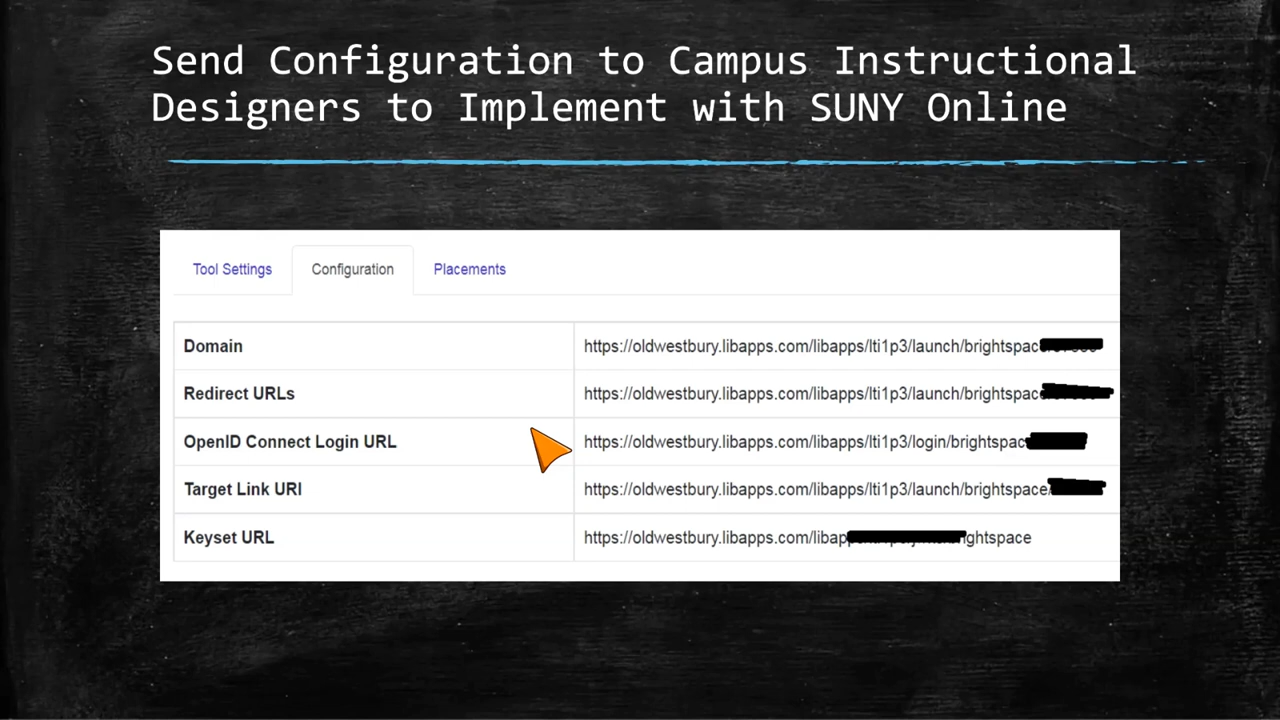 Send Configuration to Campus Instructional
Designers to Implement with SUNY Online
Tool Settings Configuration Placements
Domain https://oldwestbury.libapps.com/libapps/lti1p3/launch/brightspac
Redirect URLs https://oldwestbury.libapps.com/libapps/lti1p3/launch/brightspac
OpenID Connect Login URL https://oldwestbury.libapps.com/libapps/lti1p3/login/brightspac
Target Link URI https://oldwestbury.libapps.com/libapps/lti1p3/launch/brightspace/
Keyset URL https://oldwestbury.libapps.com/libap ghtspace